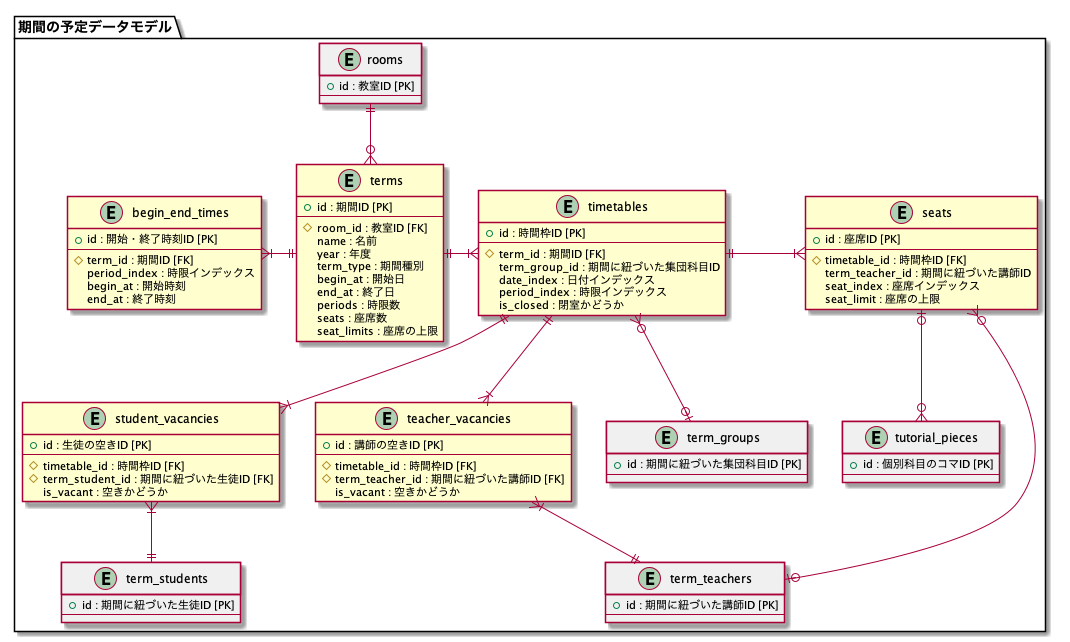 期間の予定データモデル
E rooms
id : 教室ID [PK]
E terms
id : 期間ID [PK]
room_id : 教室ID [FK]
name : 名前
year : 年度
term_type : 期間種別
begin_at : 開始日
end_at : 終了日
periods : 時限数
seats : 座席数
seat_limits : 座席の上限
E begin_end_times
id : 開始・終了時刻ID [PK]
term_id : 期間ID [FK]
period_index : 時限インデックス
begin_at : 開始時刻
end_at : 終了時刻
E timetables
id : 時間枠ID [PK]
term_id : 期間ID [FK]
term_group_id : 期間に紐づいた集団科目ID
date_index : 日付インデックス
period_index : 時限インデックス
is_closed : 閉室かどうか
E seats
id : 座席ID [PK]
timetable_id : 時間枠ID [FK]
term_teacher_id : 期間に紐づいた講師ID
seat_index : 座席インデックス
seat_limit : 座席の上限
E student_vacancies
id : 生徒の空きID [PK]
timetable_id : 時間枠ID [FK]
term_student_id : 期間に紐づいた生徒ID [FK]
is_vacant : 空きかどうか
E teacher_vacancies
id : 講師の空きID [PK]
timetable_id : 時間枠ID [FK]
term_teacher_id : 期間に紐づいた講師ID [FK]
is_vacant : 空きかどうか
E term_groups
id : 期間に紐づいた集団科目ID [PK]
E tutorial_pieces
id : 個別科目のコマID [PK]
E term_students
id : 期間に紐づいた生徒ID [PK]
E term_teachers
id : 期間に紐づいた講師ID [PK]